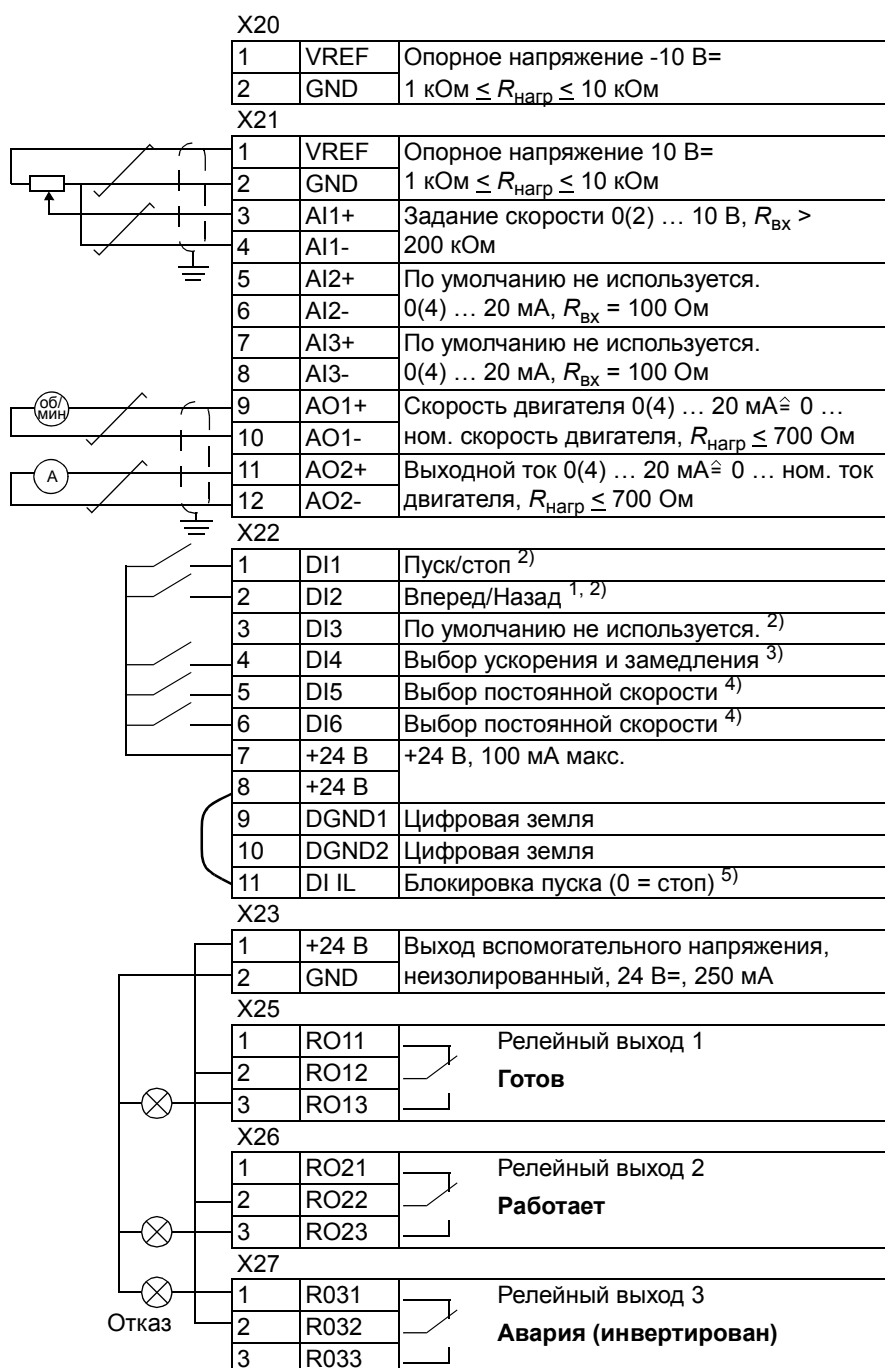 X20
1 VREF Опорное напряжение -10 В=
2 GND 1 кОм ≤ Rнагр ≤ 10 кОм
X21
1 VREF Опорное напряжение 10 В=
2 GND 1 кОм ≤ Rнагр ≤ 10 кОм
3 AI1+ Задание скорости 0(2) … 10 В, Rвх >
4 AI1- 200 кОм
5 AI2+ По умолчанию не используется.
6 AI2- 0(4) … 20 мА, Rвх = 100 Ом
7 AI3+ По умолчанию не используется.
8 AI3- 0(4) … 20 мА, Rвх = 100 Ом
об/
мин
9 AO1+ Скорость двигателя 0(4) … 20 мА≙ 0 …
10 AO1- ном. скорость двигателя, Rнагр ≤ 700 Ом
A 11 AO2+ Выходной ток 0(4) … 20 мА≙ 0 … ном. ток
12 AO2- двигателя, Rнагр ≤ 700 Ом
X22
1 DI1 Пуск/стоп 2)
2 DI2 Вперед/Назад 1, 2)
3 DI3 По умолчанию не используется. 2)
4 DI4 Выбор ускорения и замедления 3)
5 DI5 Выбор постоянной скорости 4)
6 DI6 Выбор постоянной скорости 4)
7 +24 В +24 В, 100 мА макс.
8 +24 В
9 DGND1 Цифровая земля
10 DGND2 Цифровая земля
11 DI IL Блокировка пуска (0 = стоп) 5)
X23
1 +24 В Выход вспомогательного напряжения,
2 GND неизолированный, 24 В=, 250 мА
X25
1 RO11 Релейный выход 1
2 RO12 Готов
3 RO13
X26
1 RO21 Релейный выход 2
2 RO22 Работает
3 RO23
X27
1 R031 Релейный выход 3
Отказ 2 R032 Авария (инвертирован)
3 R033